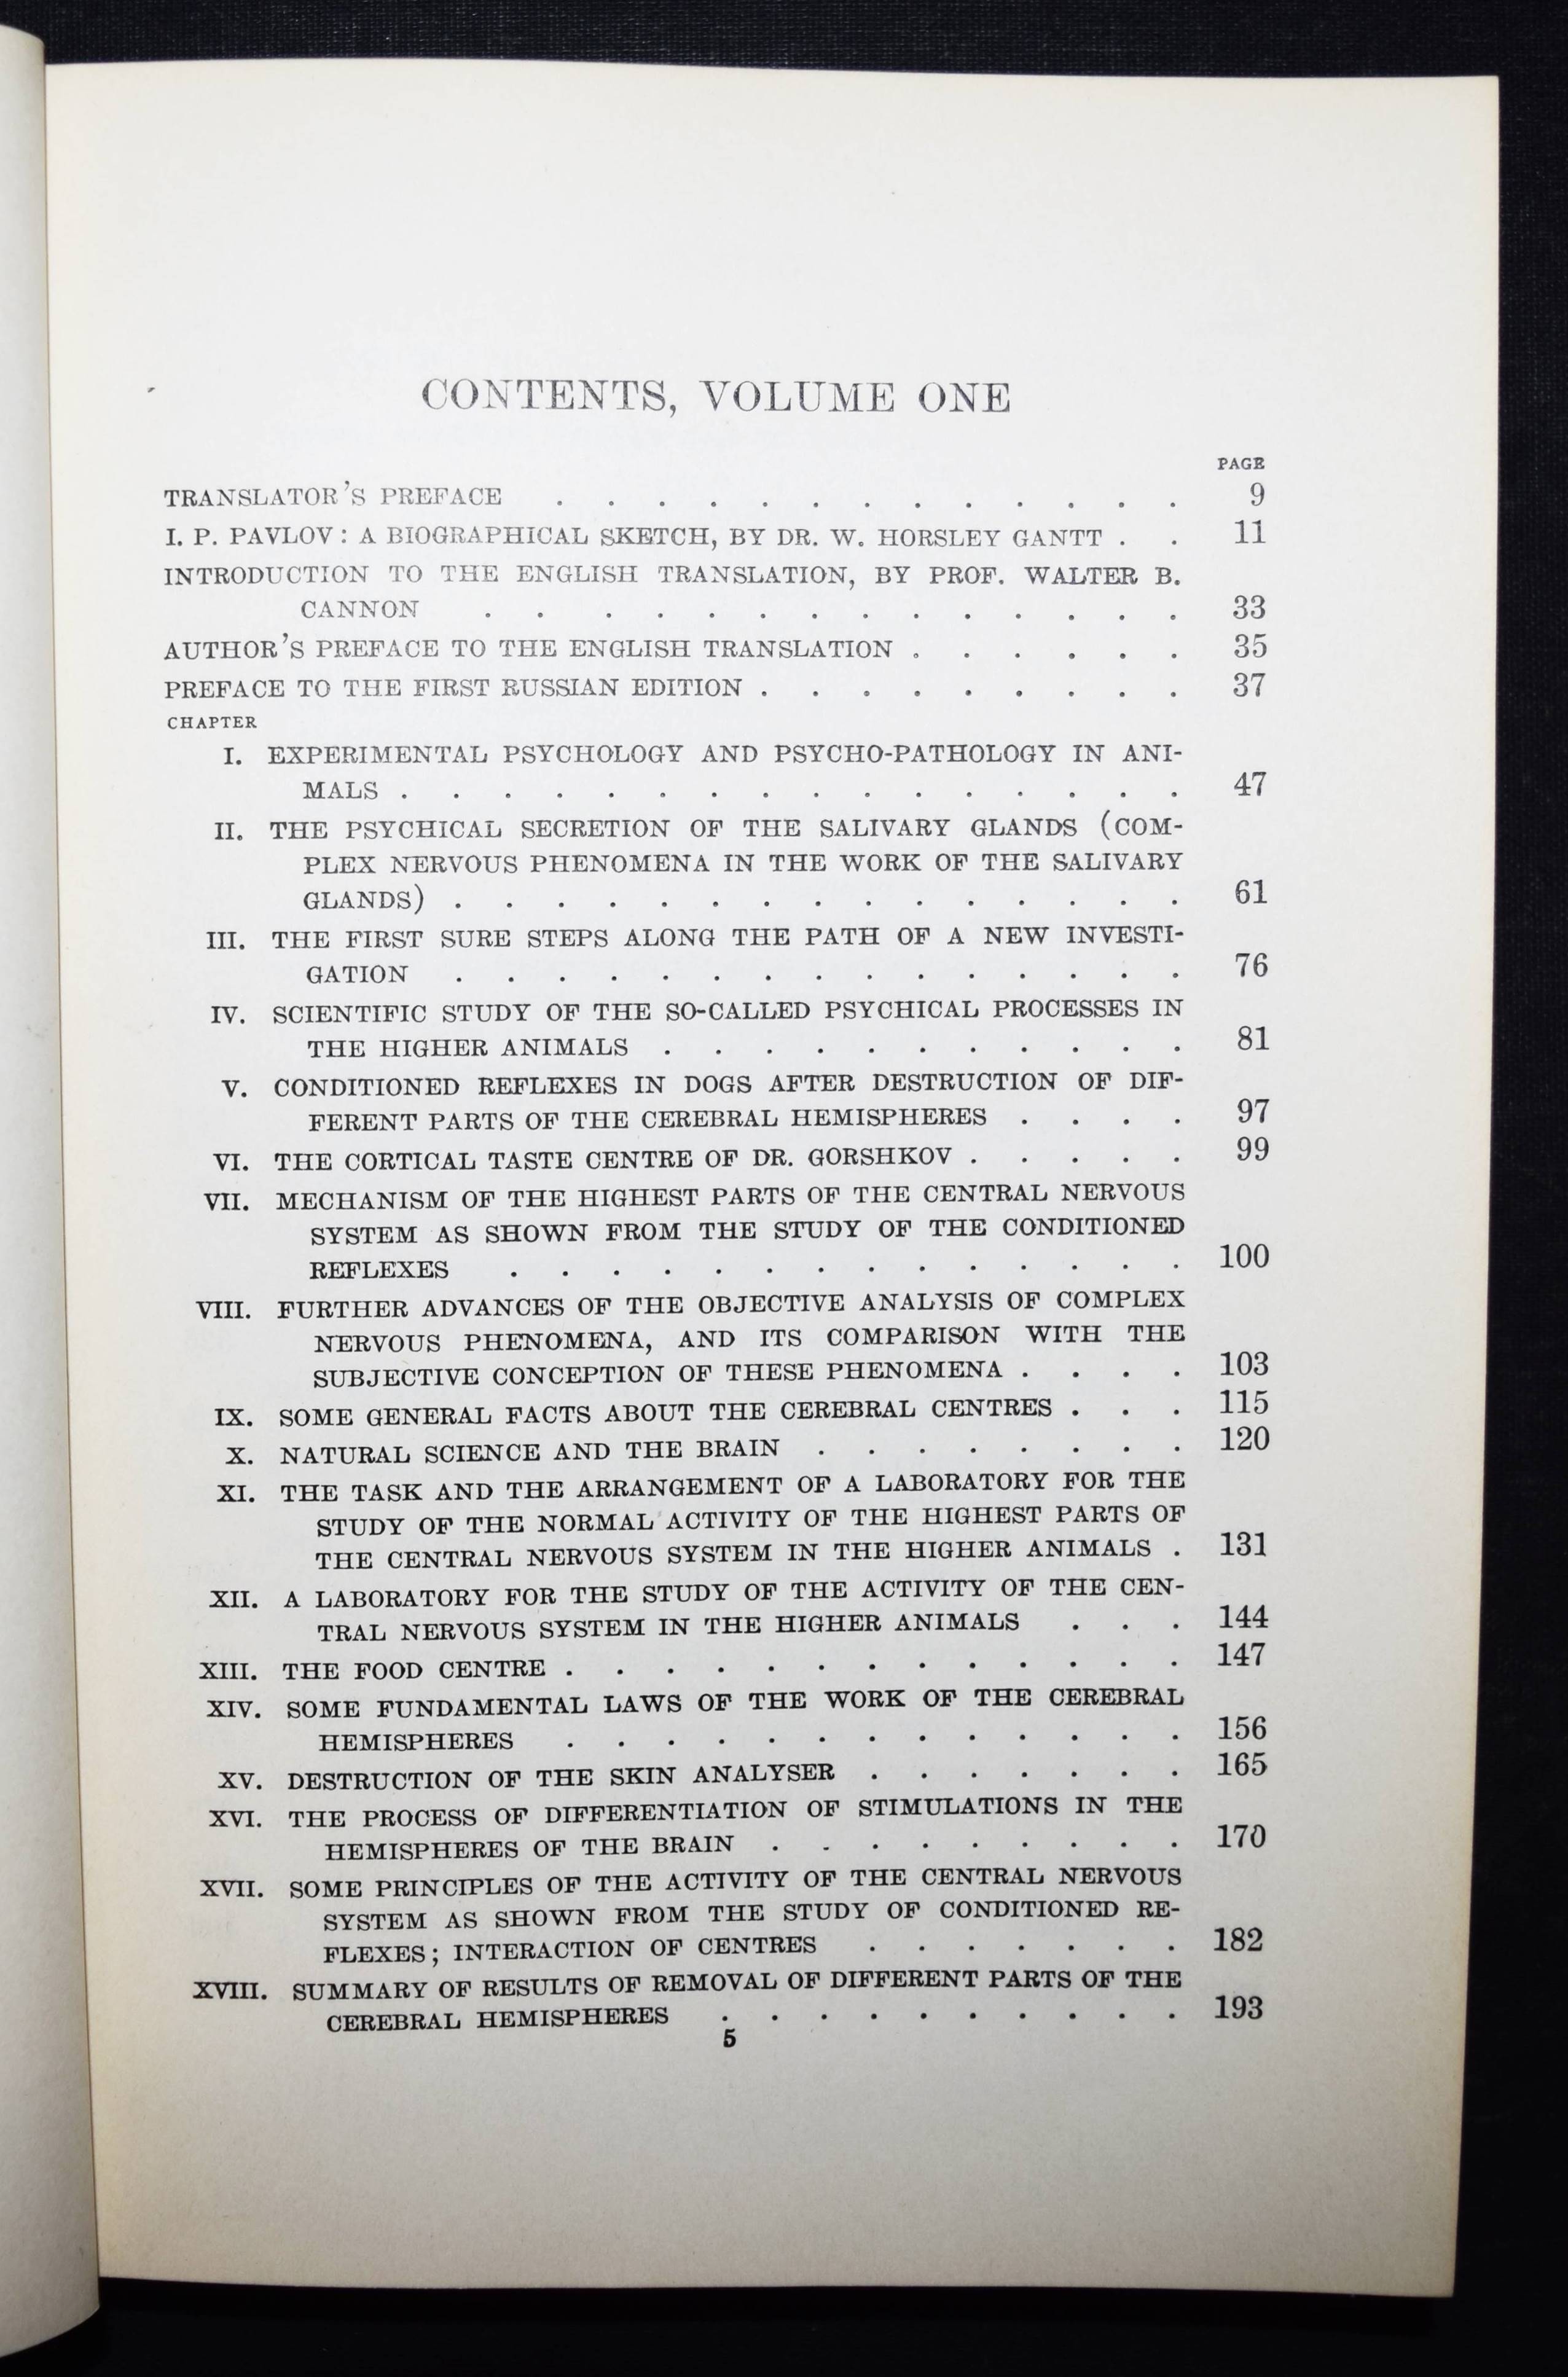 CONTENTS, VOLUME ONE
PAGE
TRANSLATOR'S PREFACE . . . . . . . . . . . . . 9
I. P. PAVLOV: A BIOGRAPHICAL SKETCH, BY DR. W. HORSLEY GANTT . . 11
INTRODUCTION TO THE ENGLISH TRANSLATION, BY PROF. WALTER B.
CANNON . . . . . . . . . . . . . . 33
AUTHOR'S PREFACE TO THE ENGLISH TRANSLATION . . . . . . 35
PREFACE TO THE FIRST RUSSIAN EDITION . . . . . . . . . 37
CHAPTER
I. EXPERIMENTAL PSYCHOLOGY AND PSYCHO-PATHOLOGY IN ANI-
MALS . . . . . . . . . . . . . . . . 47
II. THE PSYCHICAL SECRETION OF THE SALIVARY GLANDS (COM-
PLEX NERVOUS PHENOMENA IN THE WORK OF THE SALIVARY
GLANDS) . . . . . . . . . . . . . . . 61
III. THE FIRST SURE STEPS ALONG THE PATH OF A NEW INVESTI-
GATION . . . . . . . . . . . . . . . 76
IV. SCIENTIFIC STUDY OF THE SO-CALLED PSYCHICAL PROCESSES IN
THE HIGHER ANIMALS . . . . . . . . . . . 81
V. CONDITIONED REFLEXES IN DOGS AFTER DESTRUCTION OF DIF-
FERENT PARTS OF THE CEREBRAL HEMISPHERES . . . . 97
VI. THE CORTICAL TASTE CENTRE OF DR. GORSHKOV . . . . . 99
VII. MECHANISM OF THE HIGHEST PARTS OF THE CENTRAL NERVOUS
SYSTEM AS SHOWN FROM THE STUDY OF THE CONDITIONED
REFLEXES . . . . . . . . . . . . . . 100
VIII. FURTHER ADVANCES OF THE OBJECTIVE ANALYSIS OF COMPLEX
NERVOUS PHENOMENA, AND ITS COMPARISON WITH THE
SUBJECTIVE CONCEPTION OF THESE PHENOMENA . . . . 103
IX. SOME GENERAL FACTS ABOUT THE CEREBRAL CENTRES . . . 115
X. NATURAL SCIENCE AND THE BRAIN . . . . . . . . 120
XI. THE TASK AND THE ARRANGEMENT OF A LABORATORY FOR THE
STUDY OF THE NORMAL ACTIVITY OF THE HIGHEST PARTS OF
THE CENTRAL NERVOUS SYSTEM IN THE HIGHER ANIMALS . 131
XII. A LABORATORY FOR THE STUDY OF THE ACTIVITY OF THE CEN-
TRAL NERVOUS SYSTEM IN THE HIGHER ANIMALS . . . 144
XIII. THE FOOD CENTRE . . . . . . . . . . . . . 147
XIV. SOME FUNDAMENTAL LAWS OF THE WORK OF THE CEREBRAL
HEMISPHERES . . . . . . . . . . . . . 156
XV. DESTRUCTION OF THE SKIN ANALYSER . . . . . . . 165
XVI. THE PROCESS OF DIFFERENTIATION OF STIMULATIONS IN THE
HEMISPHERES OF THE BRAIN . . . . . . . . . 170
XVII. SOME PRINCIPLES OF THE ACTIVITY OF THE CENTRAL NERVOUS
SYSTEM AS SHOWN FROM THE STUDY OF CONDITIONED RE-
FLEXES; INTERACTION OF CENTRES . . . . . . . 182
XVIII. SUMMARY OF RESULTS OF REMOVAL OF DIFFERENT PARTS OF THE
CEREBRAL HEMISPHERES . . . . . . . . . . 193
5